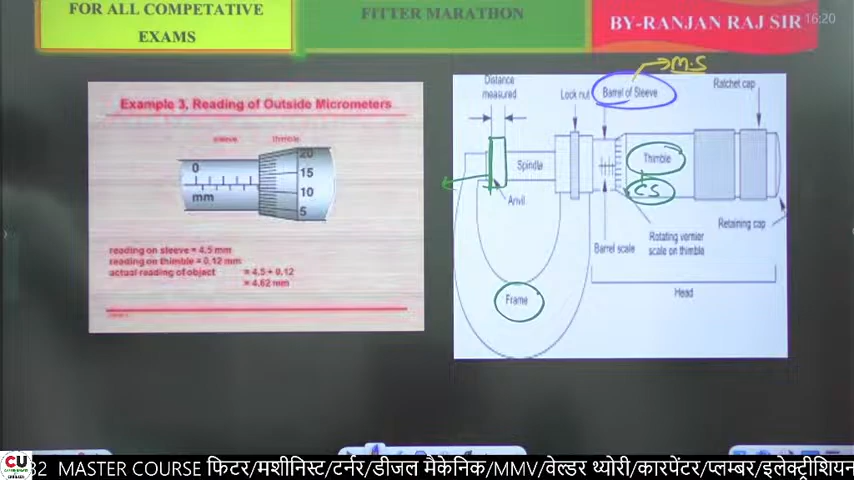 FOR ALL COMPETATIVE
EXAMS
FITTER MARATHON
BY-RANJAN RAJ SIR
16:20
Example 3, Reading of Outside Micrometers
sleeve
thimble
0
mm
20
15
10
5
reading on sleeve = 4.5 mm
reading on thimble = 0.12 mm
actual reading of object = 4.5 + 0.12
= 4.62 mm
M.S
Distance
measured
Lock nut
Barrel of Sleeve
Ratchet cap
Spindle
Thimble
CS
Anvil
Retaining cap
Barrel scale
Rotating vernier
scale on thimble
Head
Frame
CU
32 MASTER COURSE फिटर/मशीनिस्ट/टर्नर/डीजल मैकेनिक/MMV/वेल्डर थ्योरी/कारपेंटर/प्लम्बर/इलेक्ट्रीशियन